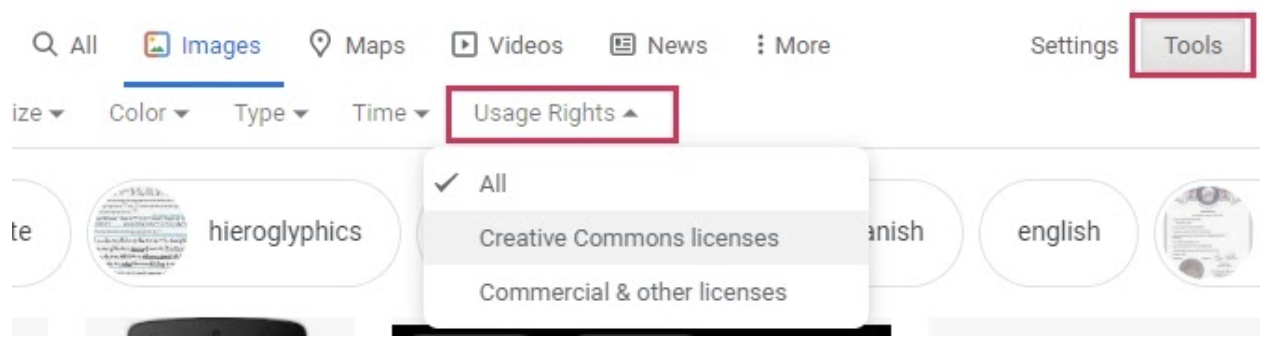 All Images Maps Videos News More Settings Tools
ize Color Type Time Usage Rights
All
te hieroglyphics anish english
Creative Commons licenses
Commercial & other licenses